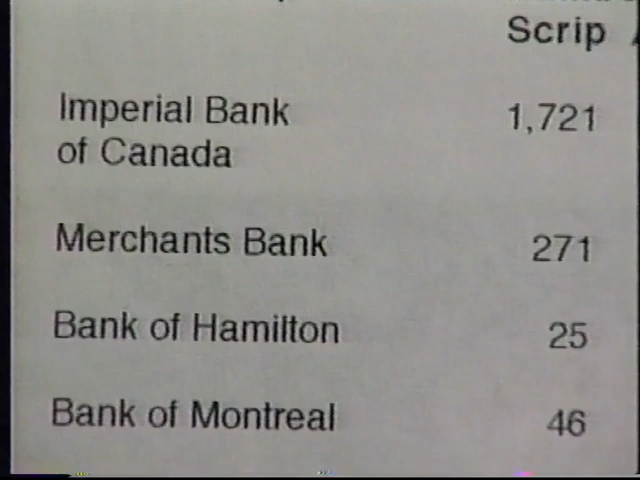 Scrip
Imperial Bank 1,721
of Canada
Merchants Bank 271
Bank of Hamilton 25
Bank of Montreal 46